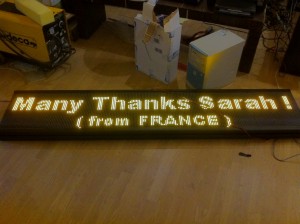 Many Thanks Sarah !
( from FRANCE )